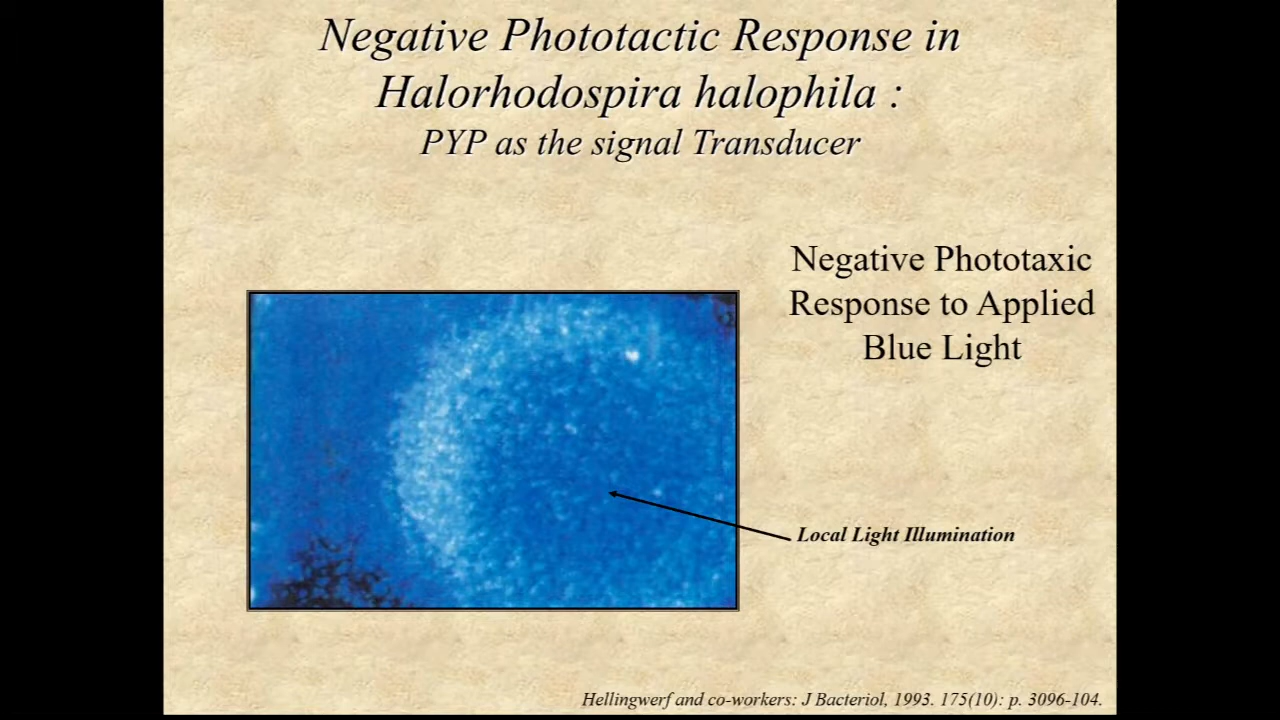 Negative Phototactic Response in
Halorhodospira halophila :
PYP as the signal Transducer
Negative Phototaxic
Response to Applied
Blue Light
Local Light Illumination
Hellingwerf and co-workers: J Bacteriol, 1993. 175(10): p. 3096-104.